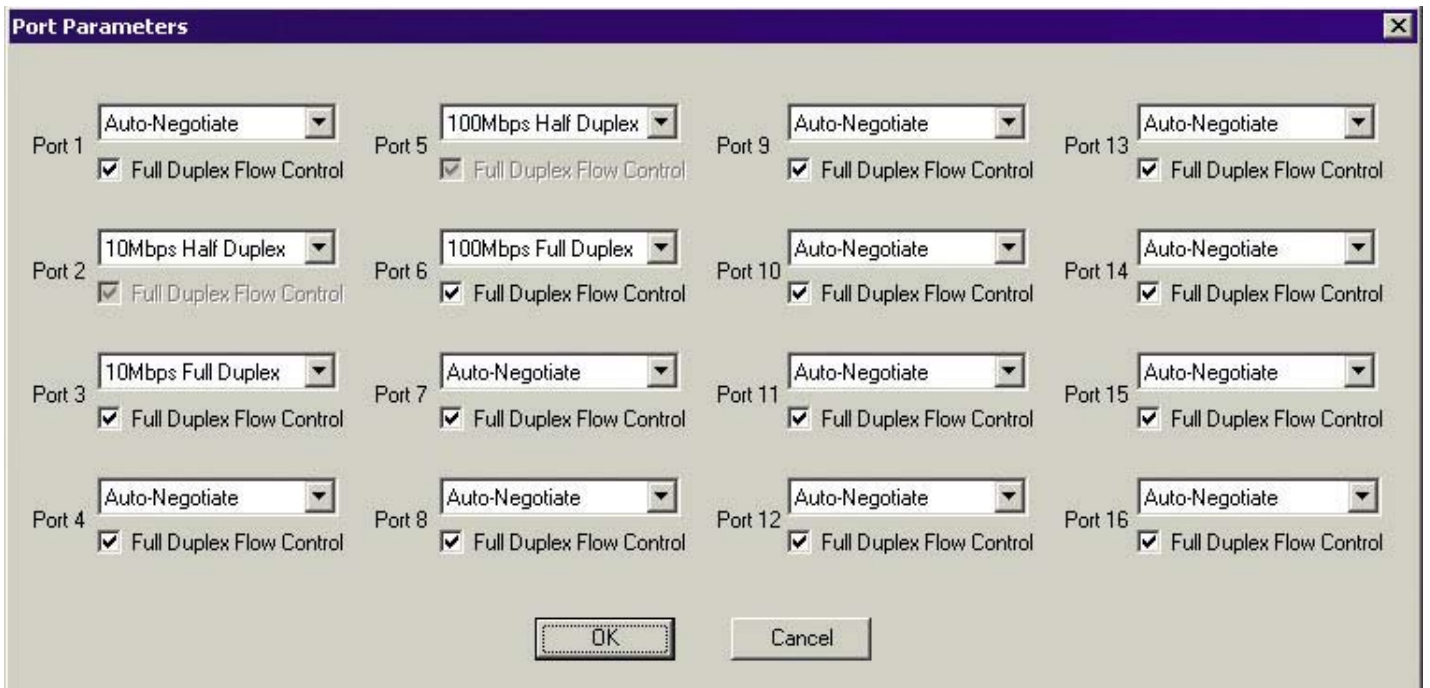 Port Parameters
Port 1
Auto-Negotiate
Full Duplex Flow Control
Port 5
100Mbps Half Duplex
Full Duplex Flow Control
Port 9
Auto-Negotiate
Full Duplex Flow Control
Port 13
Auto-Negotiate
Full Duplex Flow Control
Port 2
10Mbps Half Duplex
Full Duplex Flow Control
Port 6
100Mbps Full Duplex
Full Duplex Flow Control
Port 10
Auto-Negotiate
Full Duplex Flow Control
Port 14
Auto-Negotiate
Full Duplex Flow Control
Port 3
10Mbps Full Duplex
Full Duplex Flow Control
Port 7
Auto-Negotiate
Full Duplex Flow Control
Port 11
Auto-Negotiate
Full Duplex Flow Control
Port 15
Auto-Negotiate
Full Duplex Flow Control
Port 4
Auto-Negotiate
Full Duplex Flow Control
Port 8
Auto-Negotiate
Full Duplex Flow Control
Port 12
Auto-Negotiate
Full Duplex Flow Control
Port 16
Auto-Negotiate
Full Duplex Flow Control
OK
Cancel